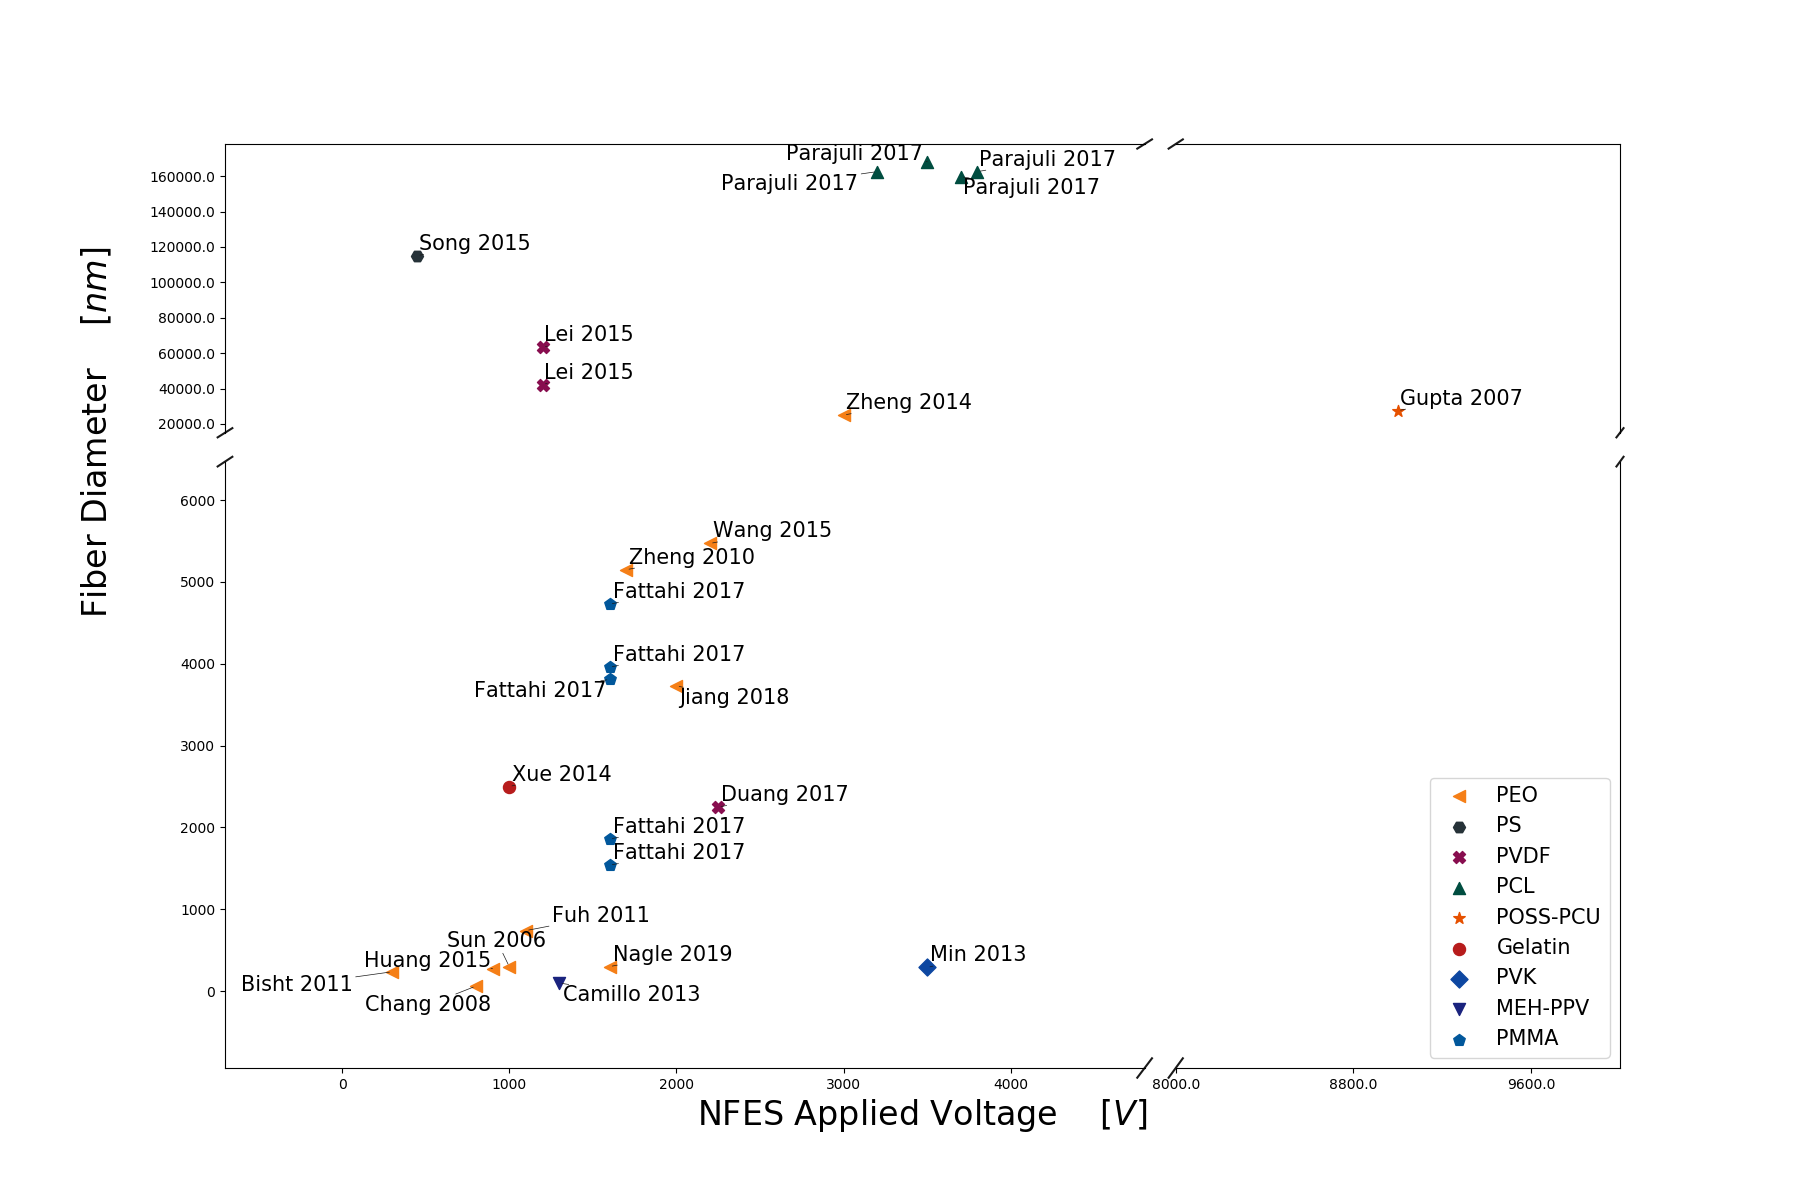 Parajuli 2017
Parajuli 2017
Parajuli 2017
Parajuli 2017
Song 2015
Lei 2015
Lei 2015
Zheng 2014
Gupta 2007
160000.0
140000.0
120000.0
100000.0
80000.0
60000.0
40000.0
20000.0
Fiber Diameter [nm]
6000
5000
4000
3000
2000
1000
0
Wang 2015
Zheng 2010
Fattahi 2017
Fattahi 2017
Fattahi 2017
Jiang 2018
Xue 2014
Duang 2017
Fattahi 2017
Fattahi 2017
Fuh 2011
Sun 2006
Huang 2015
Nagle 2019
Min 2013
Bisht 2011
Chang 2008
Camillo 2013
PEO
PS
PVDF
PCL
POSS-PCU
Gelatin
PVK
MEH-PPV
PMMA
0
1000
2000
3000
4000
8000.0
8800.0
9600.0
NFES Applied Voltage [V]